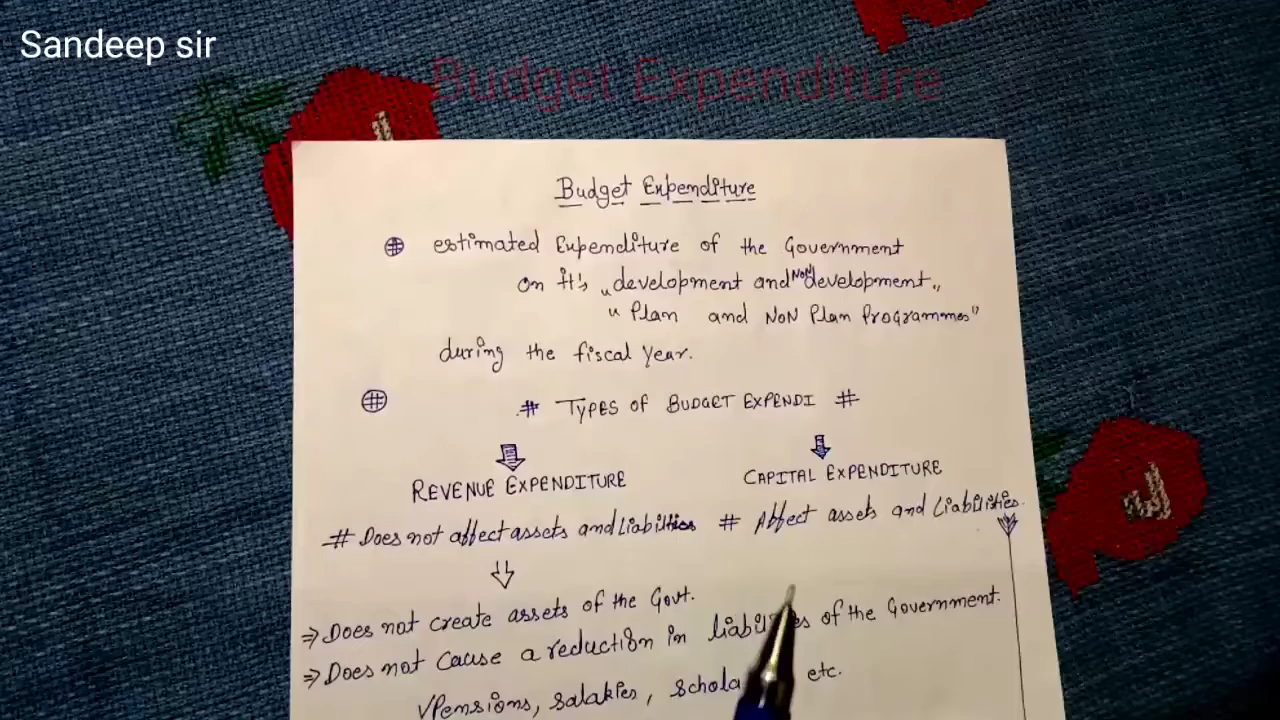 Sandeep sir
Budget Expenditure
Budget Expenditure
estimated Expenditure of the Government
on It's „development and NON development„
" Plan and NON Plan Programmes"
during the fiscal year.
# TYPES OF BUDGET EXPENDI #
REVENUE EXPENDITURE
CAPITAL EXPENDITURE
# Does not affect assets and Liabilities
# Affect assets and Liabilities.
⇒ Does not create assets of the Govt.
⇒ Does not cause a reduction in liabilities of the Government.
√Pensions, salaries, etc.